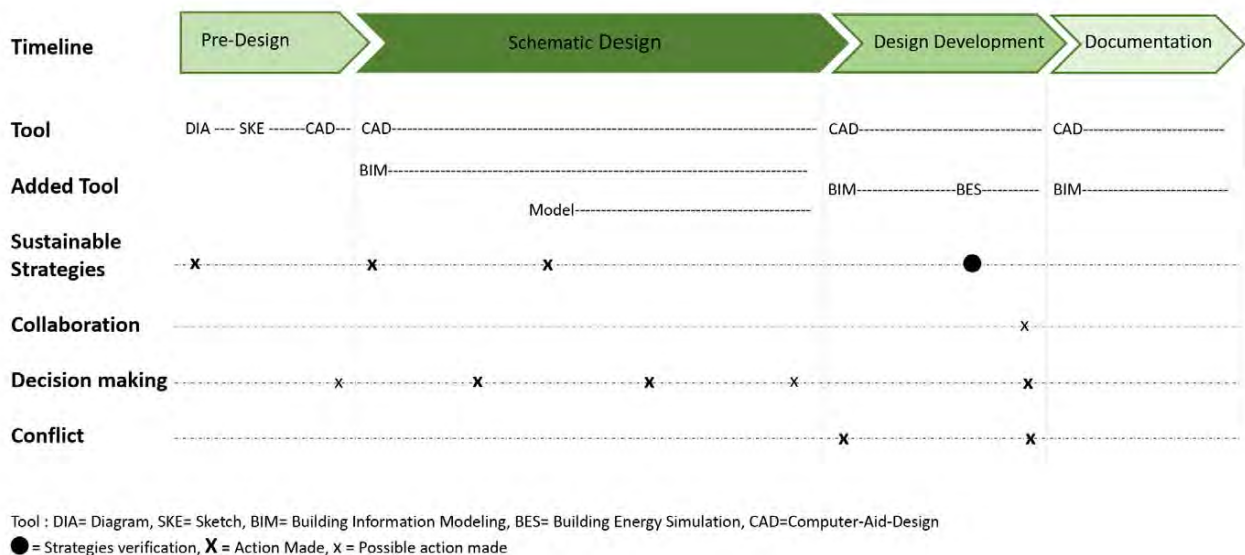 Timeline Pre-Design Schematic Design Design Development Documentation
Tool DIA ---- SKE -------CAD--- CAD---------- CAD---------- CAD----------
BIM----------
Added Tool BIM----------BES------ BIM----------
Model----------
Sustainable
Strategies x x x ●
Collaboration x
Decision making x x x x x
Conflict x x
Tool : DIA= Diagram, SKE= Sketch, BIM= Building Information Modeling, BES= Building Energy Simulation, CAD=Computer-Aid-Design
● = Strategies verification, X = Action Made, x = Possible action made